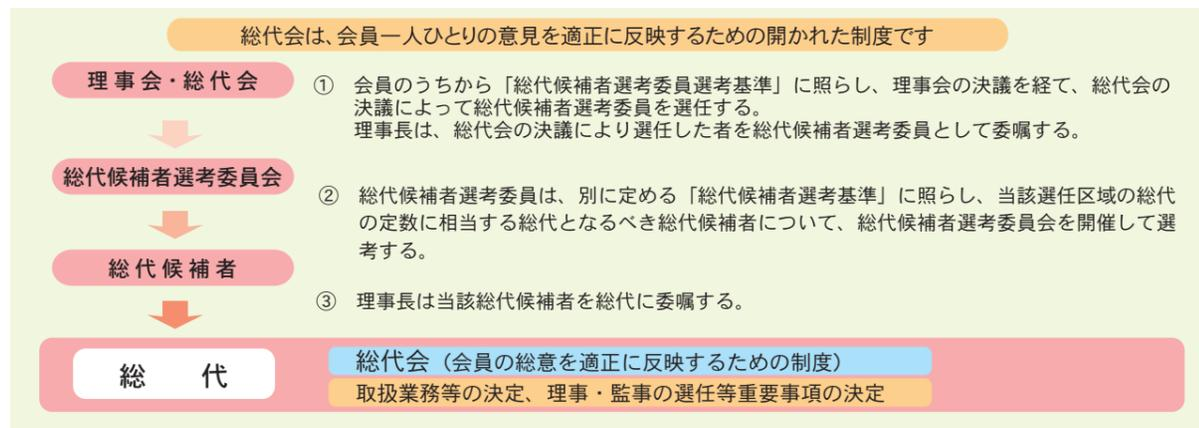 総代会は、会員一人ひとりの意見を適正に反映するための開かれた制度です
理事会・総代会
① 会員のうちから「総代候補者選考委員選考基準」に照らし、理事会の決議を経て、総代会の
決議によって総代候補者選考委員を選任する。
理事長は、総代会の決議により選任した者を総代候補者選考委員として委嘱する。
総代候補者選考委員会
② 総代候補者選考委員は、別に定める「総代候補者選考基準」に照らし、当該選任区域の総代
の定数に相当する総代となるべき総代候補者について、総代候補者選考委員会を開催して選
考する。
総代候補者
③ 理事長は当該総代候補者を総代に委嘱する。
総 代
総代会（会員の総意を適正に反映するための制度）
取扱業務等の決定、理事・監事の選任等重要事項の決定